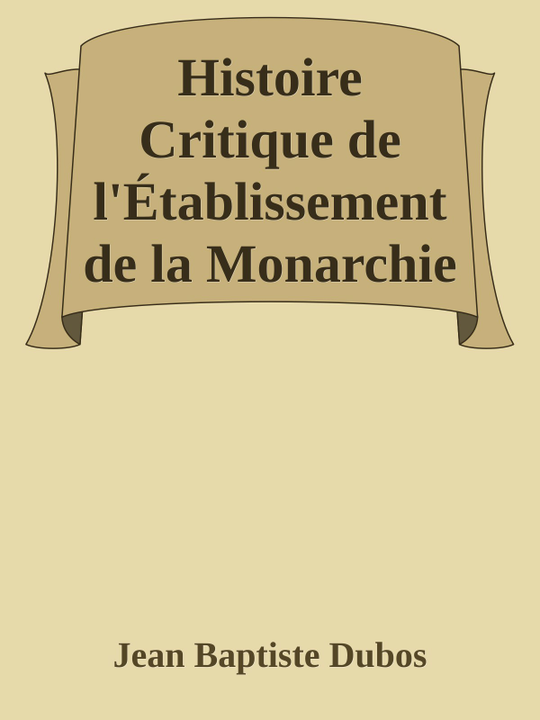 Histoire
Critique de
l'Établissement
de la Monarchie
Jean Baptiste Dubos